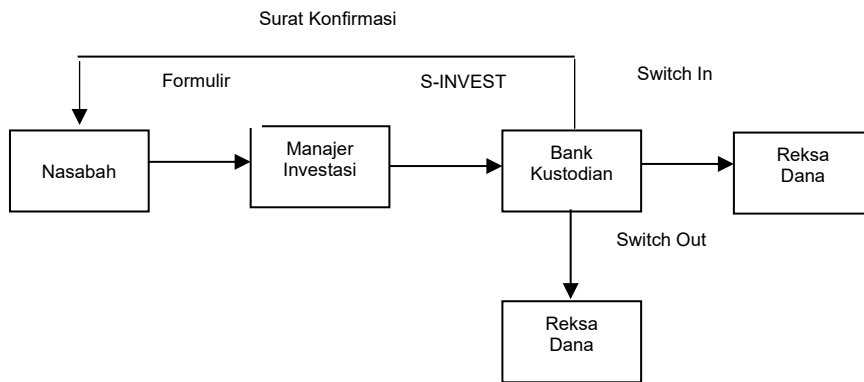 Surat Konfirmasi
Formulir
S-INVEST
Switch In
Nasabah
Manajer
Investasi
Bank
Kustodian
Reksa
Dana
Switch Out
Reksa
Dana